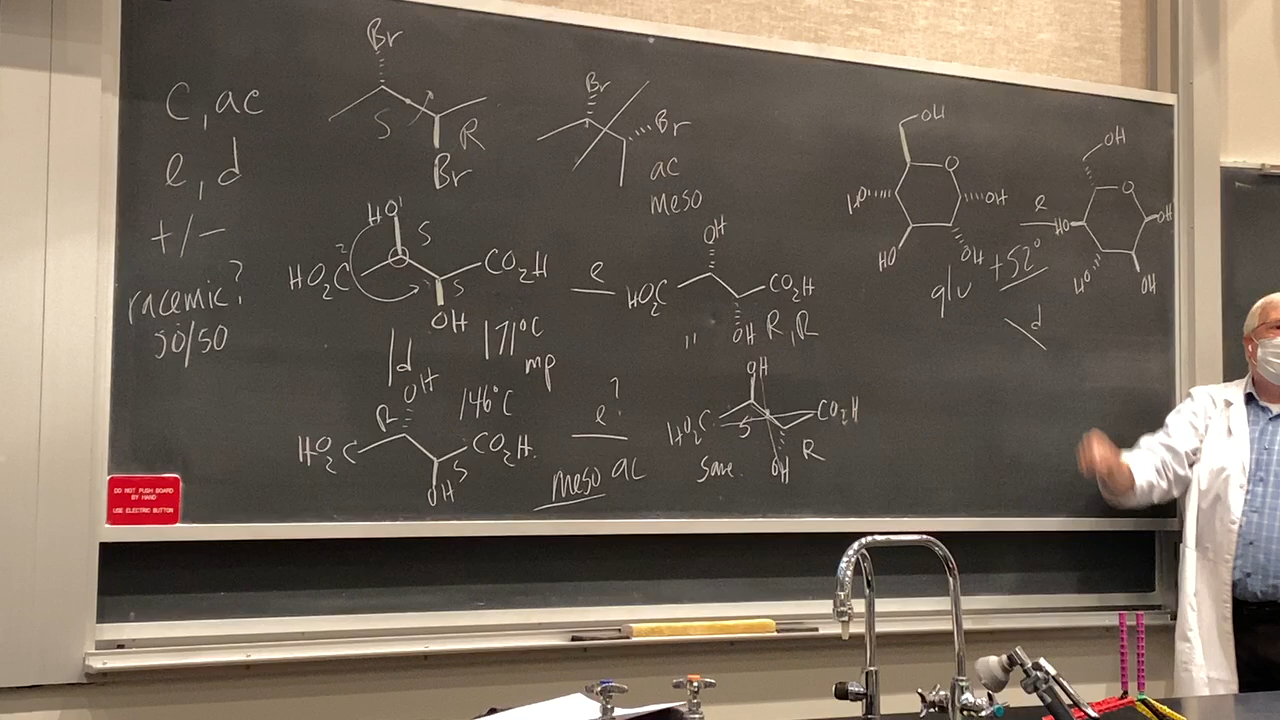 C, ac
e, d
+/-
racemic?
50/50
Br
S
R
Br
Br
Br
ac
meso
HO'
2
S
HO₂C
CO₂H
S
OH
171°C
mp
e
OH
HO₂C
CO₂H
OH
"
R, R
d
OH
R
146°C
HO₂C
CO₂H.
S
OH
e?
meso ac
OH
HO₂C
CO₂H
S
R
OH
Same
OH
O
HO
OH
HO
OH
glu
+52°
e
d
OH
O
HO
OH
HO
OH
DO NOT PUSH BOARD
BY HAND
USE ELECTRIC BUTTON